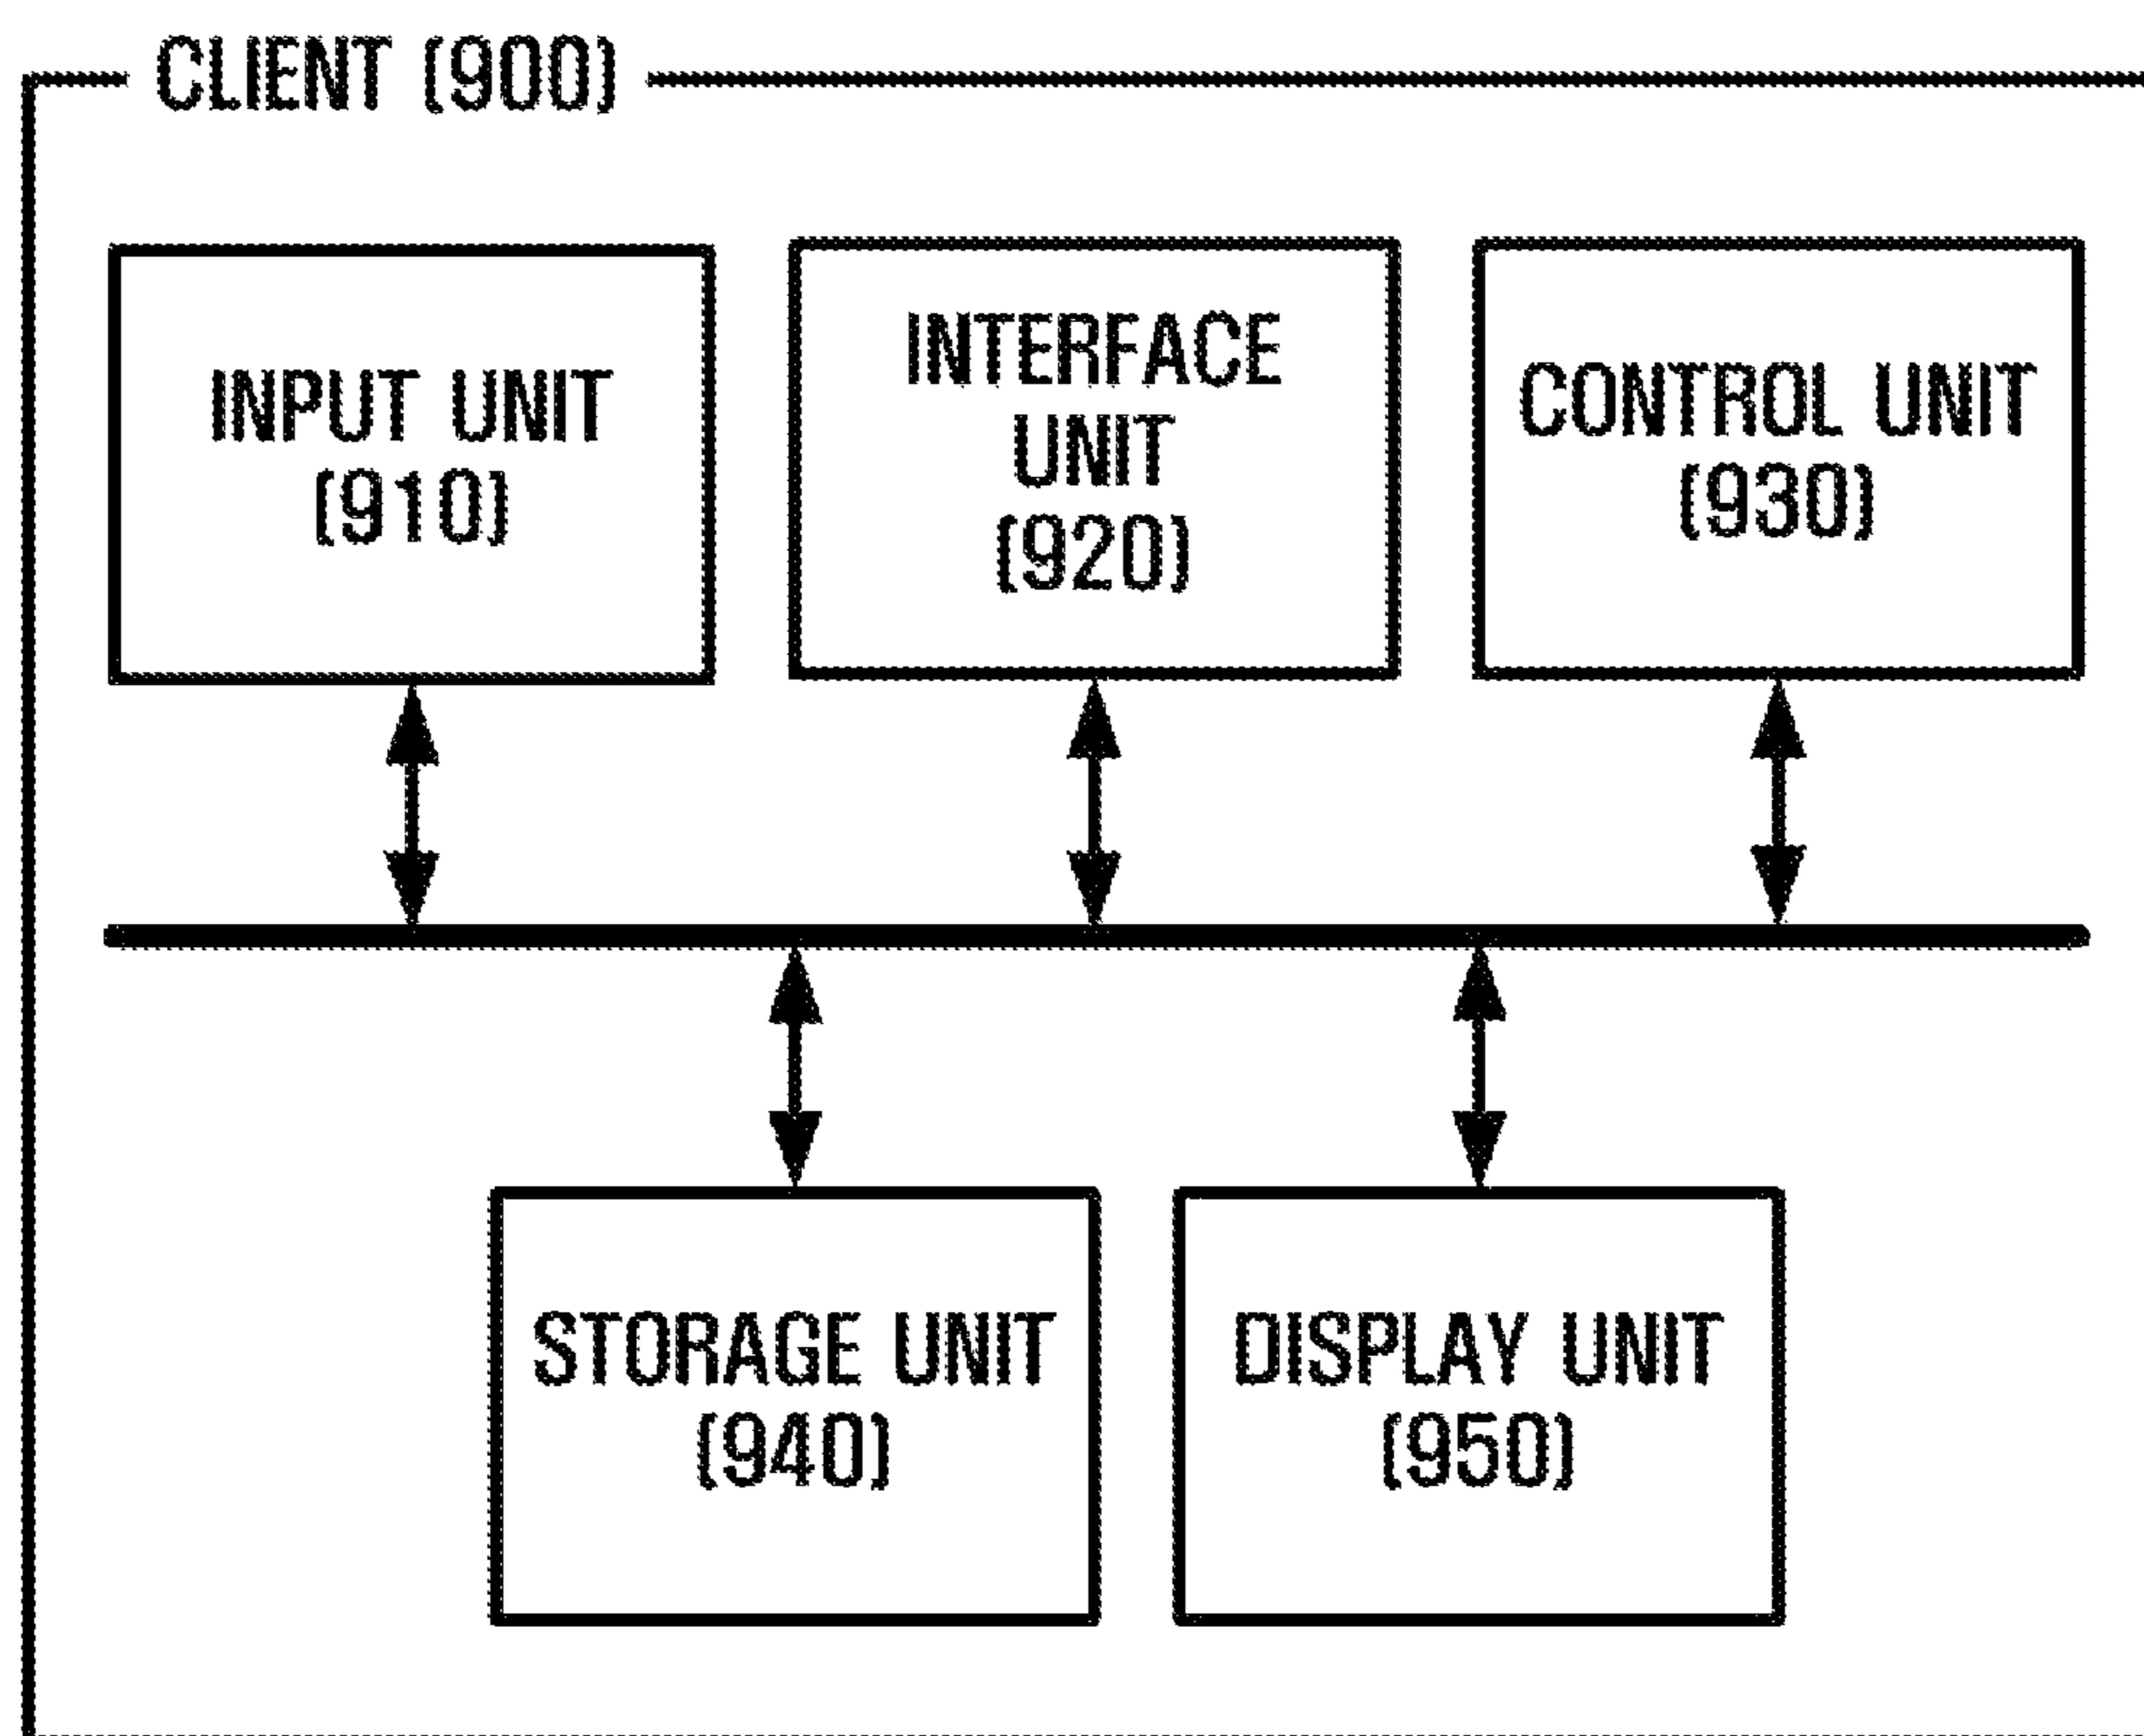 CLIENT (900)
INPUT UNIT
(910)
INTERFACE
UNIT
(920)
CONTROL UNIT
(930)
STORAGE UNIT
(940)
DISPLAY UNIT
(950)